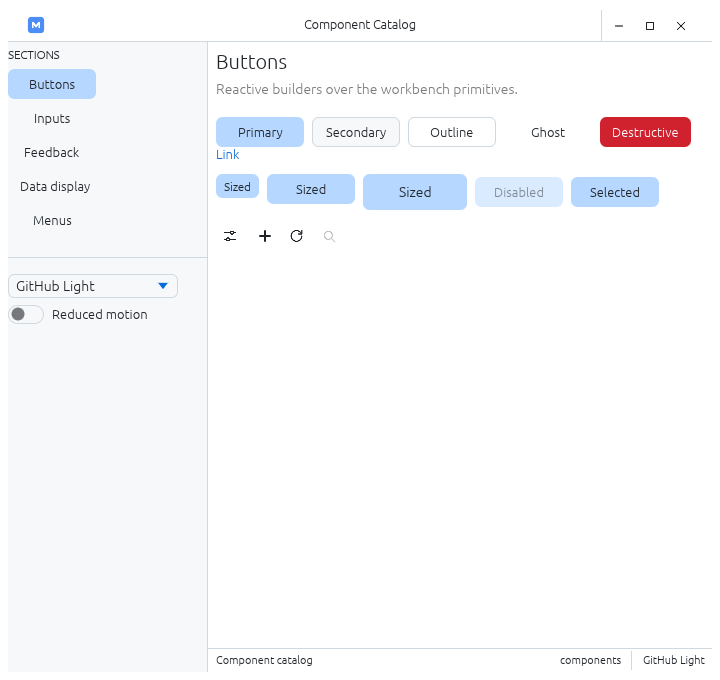 Component Catalog
SECTIONS
Buttons
Inputs
Feedback
Data display
Menus
GitHub Light
Reduced motion
Buttons
Reactive builders over the workbench primitives.
Primary Secondary Outline Ghost Destructive
Link
Sized Sized Sized Disabled Selected
Component catalog components GitHub Light